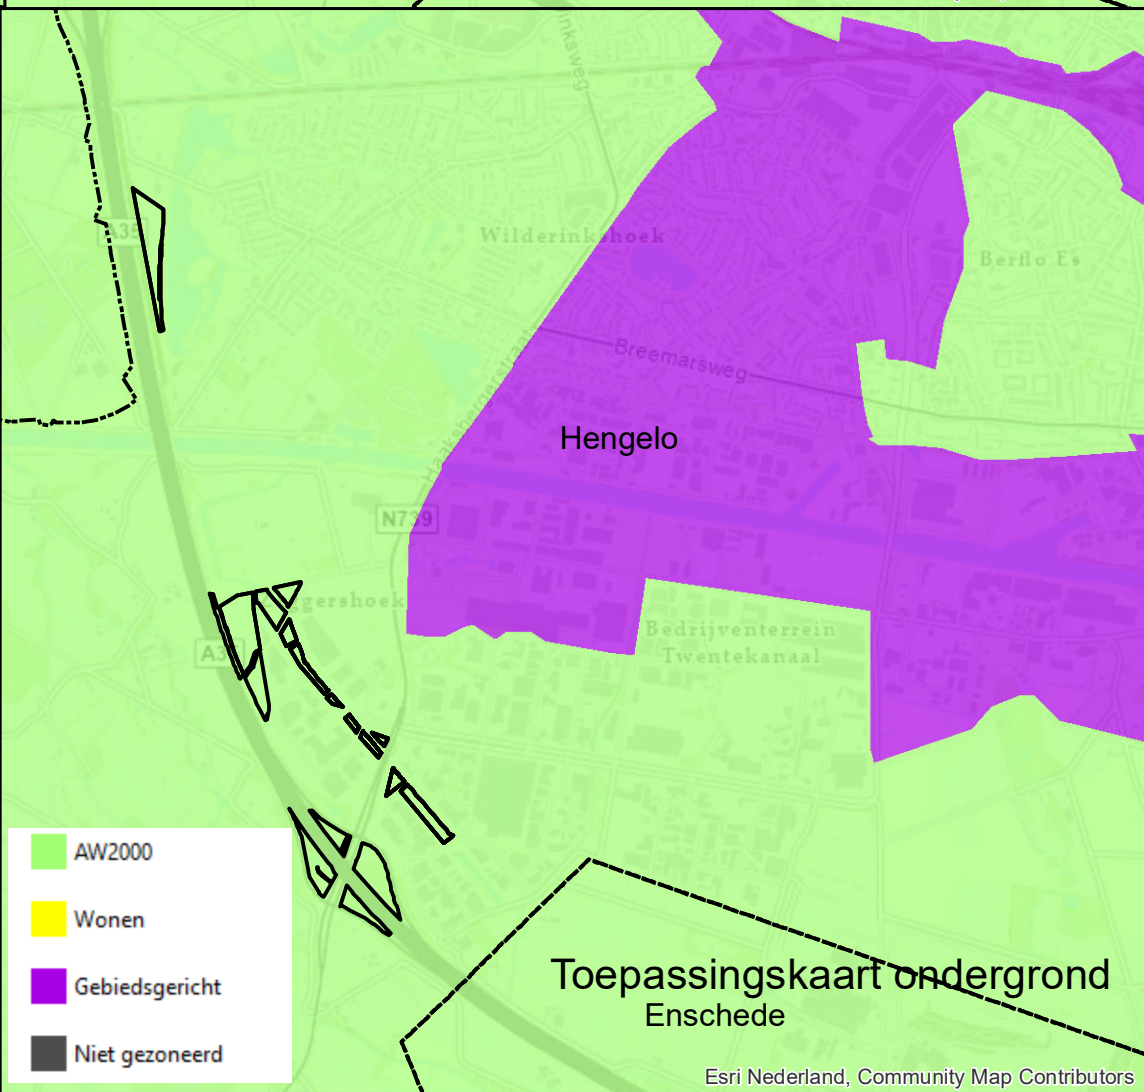 A35
Wilderinkshoek
Berflo Es
Breemarsweg
Hengelo
Haaksbergerstraat
N739
Bedrijventerrein
Twentekanaal
AW2000
Wonen
Gebiedsgericht
Niet gezoneerd
Toepassingskaart ondergrond
Enschede
Esri Nederland, Community Map Contributors